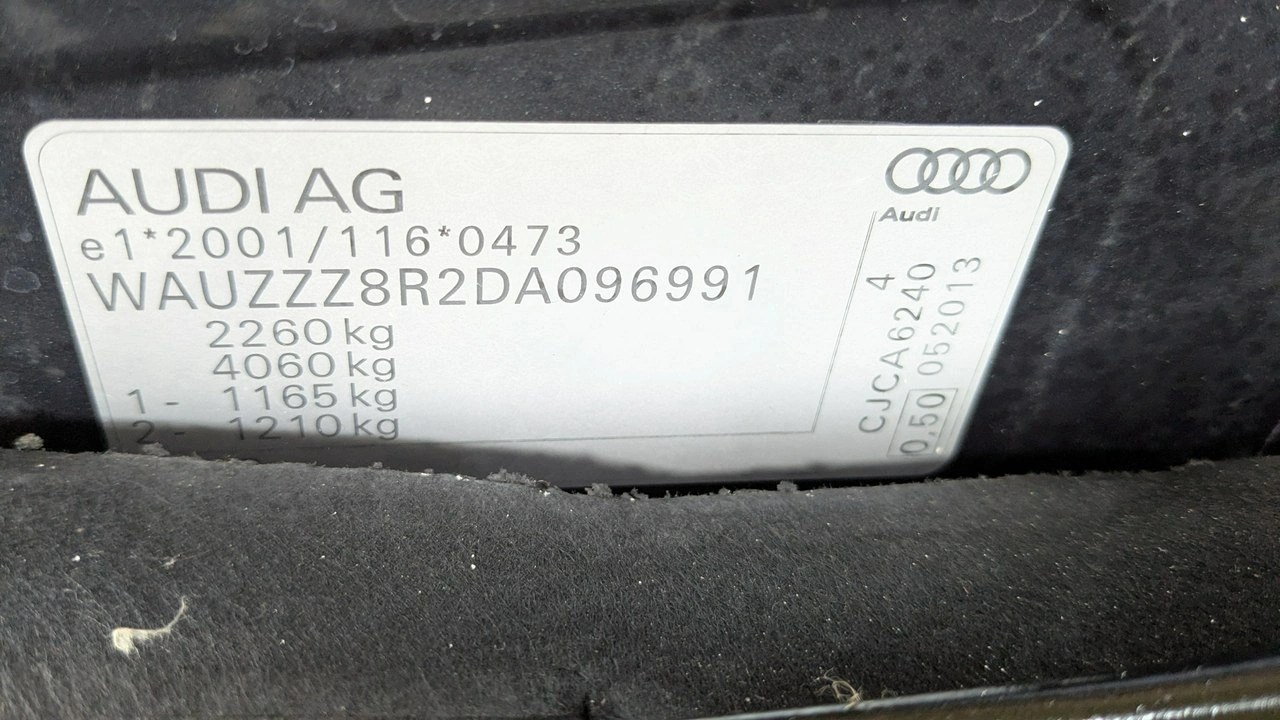 AUDI AG
e1*2001/116*0473
WAUZZZ8R2DA096991
2260 kg
4060 kg
1 - 1165 kg
2 - 1210 kg
Audi
4
CJCA6240
0,50 052013